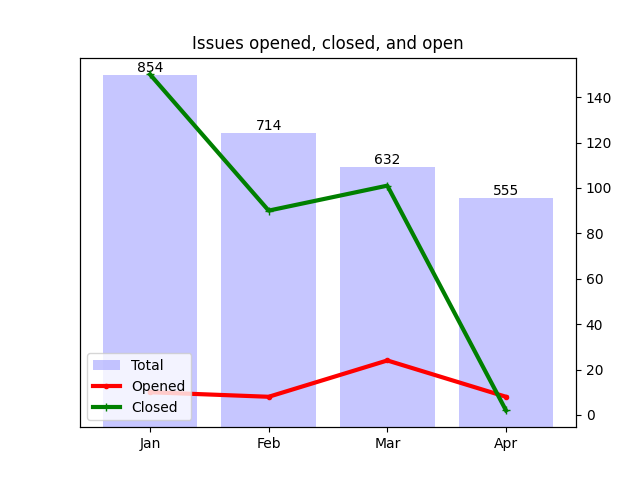 Issues opened, closed, and open
854
714
632
555
140
120
100
80
60
40
20
0
Total
Opened
Closed
Jan Feb Mar Apr